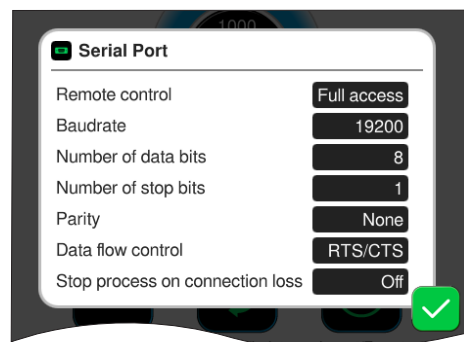 1000
Serial Port
Remote control Full access
Baudrate 19200
Number of data bits 8
Number of stop bits 1
Parity None
Data flow control RTS/CTS
Stop process on connection loss Off